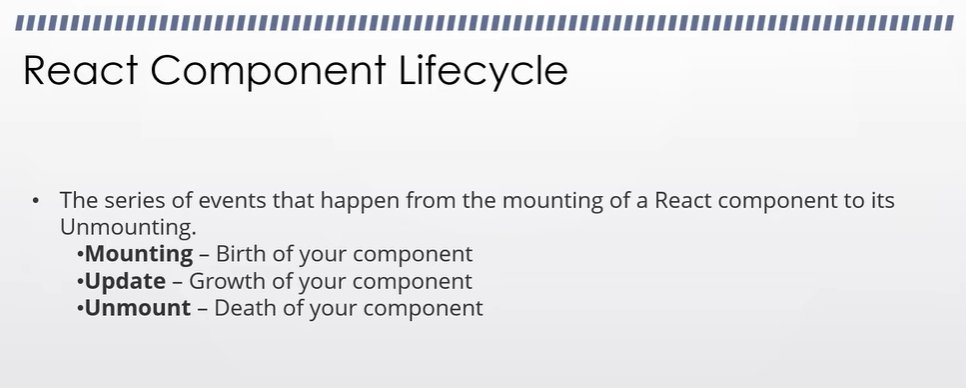 React Component Lifecycle
• The series of events that happen from the mounting of a React component to its
Unmounting.
•Mounting – Birth of your component
•Update – Growth of your component
•Unmount – Death of your component